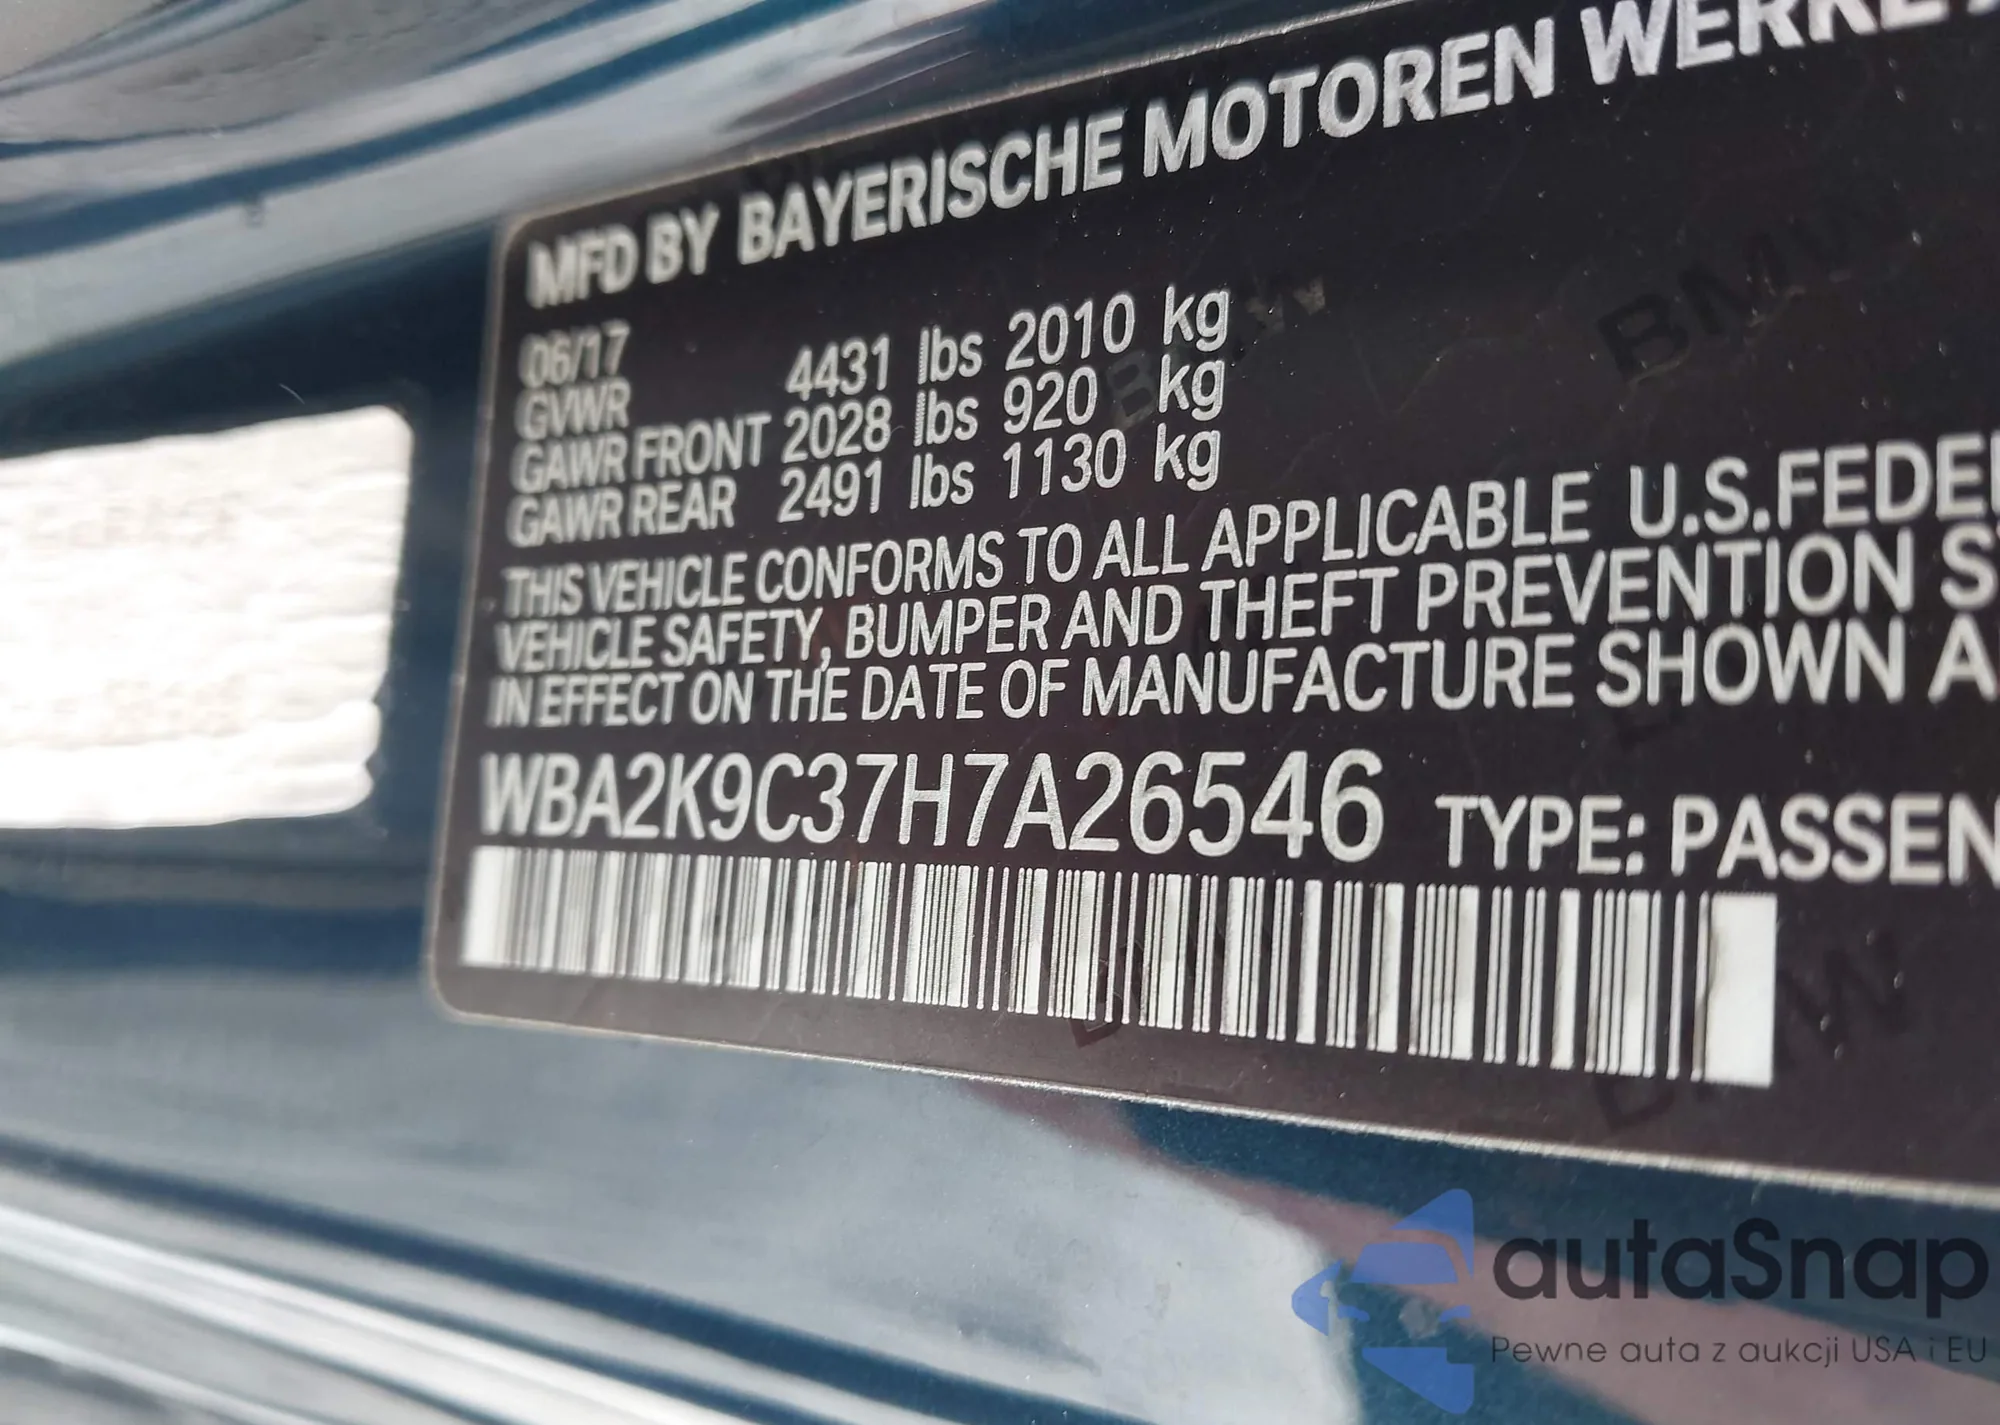 MFD BY BAYERISCHE MOTOREN WERKE
06/17
GVWR 4431 lbs 2010 kg
GAWR FRONT 2028 lbs 920 kg
GAWR REAR 2491 lbs 1130 kg
THIS VEHICLE CONFORMS TO ALL APPLICABLE U.S.FEDE
VEHICLE SAFETY, BUMPER AND THEFT PREVENTION S
IN EFFECT ON THE DATE OF MANUFACTURE SHOWN A
WBA2K9C37H7A26546 TYPE: PASSEN
autaSnap
Pewne auta z aukcji USA i EU